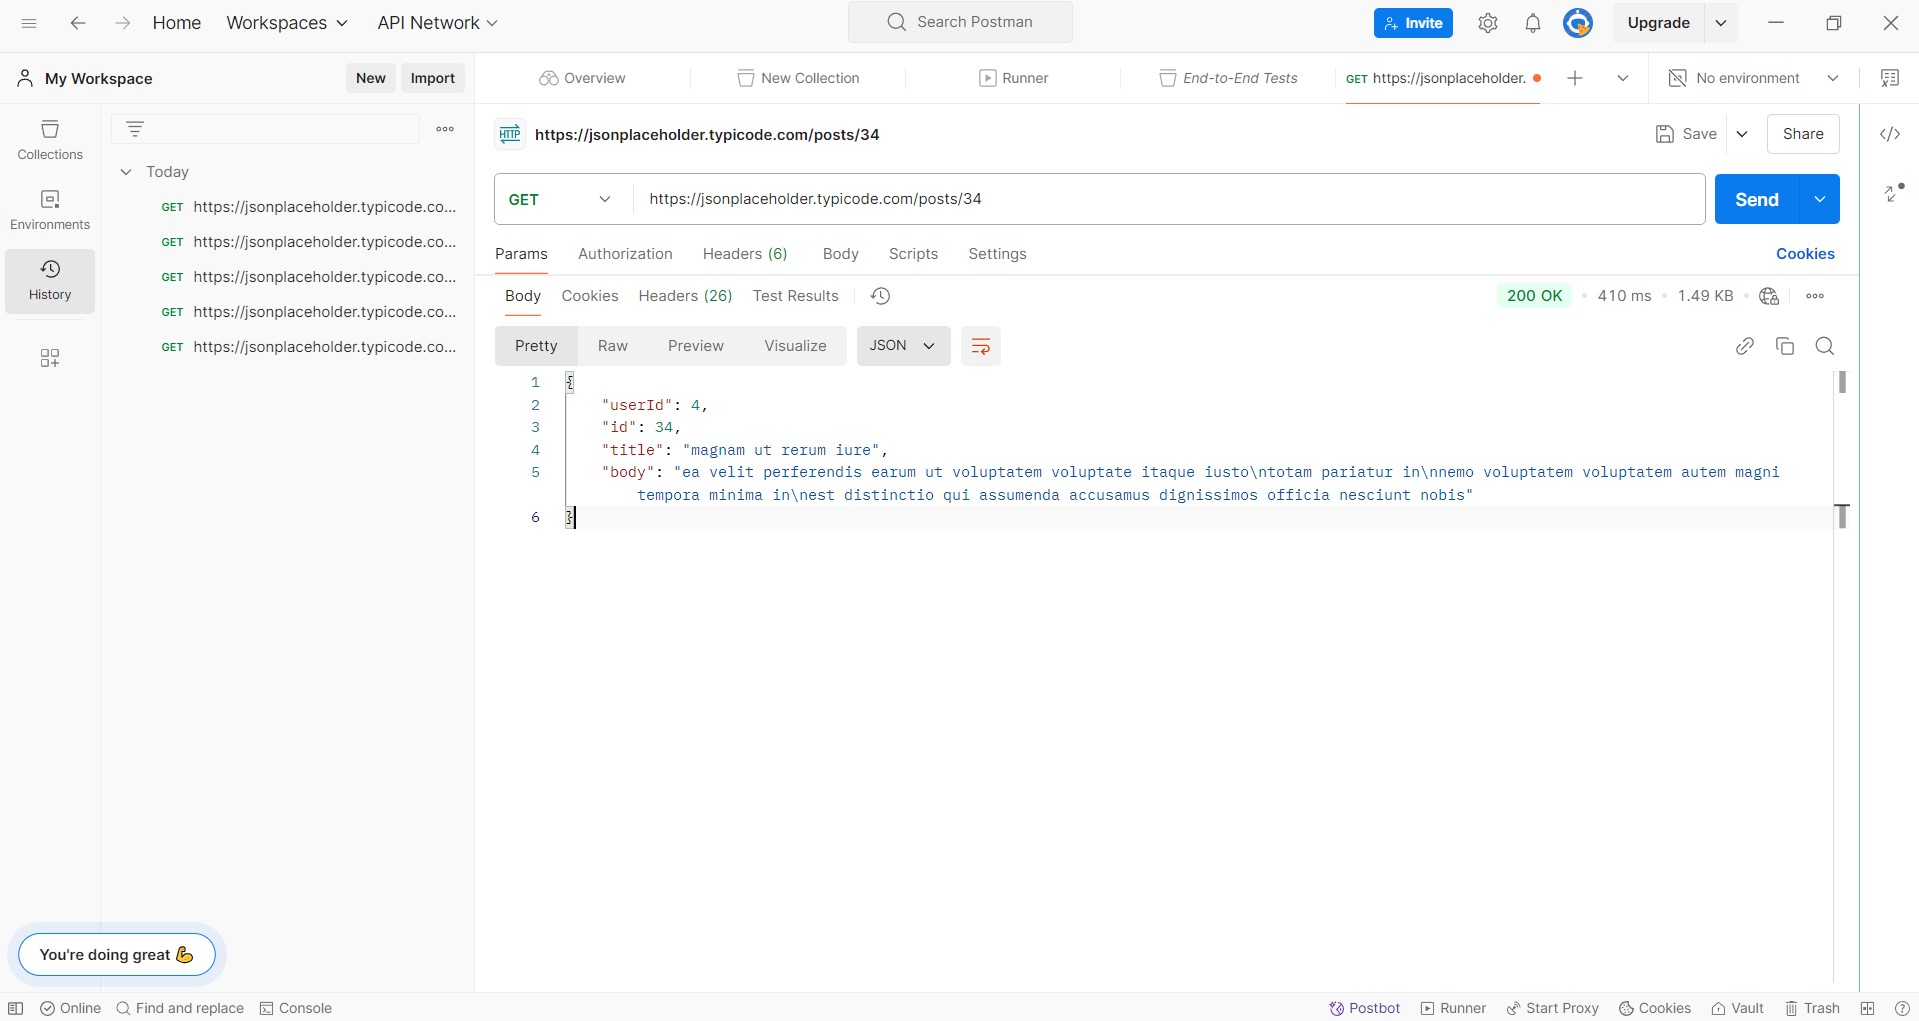 Home Workspaces API Network Search Postman Invite Upgrade
My Workspace New Import Overview New Collection Runner End-to-End Tests GET https://jsonplaceholder. No environment
Collections
Environments
History
Today
GET https://jsonplaceholder.typicode.co...
GET https://jsonplaceholder.typicode.co...
GET https://jsonplaceholder.typicode.co...
GET https://jsonplaceholder.typicode.co...
GET https://jsonplaceholder.typicode.co...
HTTP https://jsonplaceholder.typicode.com/posts/34 Save Share
GET https://jsonplaceholder.typicode.com/posts/34 Send
Params Authorization Headers (6) Body Scripts Settings Cookies
Body Cookies Headers (26) Test Results 200 OK 410 ms 1.49 KB
Pretty Raw Preview Visualize JSON
1 {
2 "userId": 4,
3 "id": 34,
4 "title": "magnam ut rerum iure",
5 "body": "ea velit perferendis earum ut voluptatem voluptate itaque iusto\ntotam pariatur in\nnemo voluptatem voluptatem autem magni
tempora minima in\nest distinctio qui assumenda accusamus dignissimos officia nesciunt nobis"
6 }
You're doing great 💪
Online Find and replace Console Postbot Runner Start Proxy Cookies Vault Trash